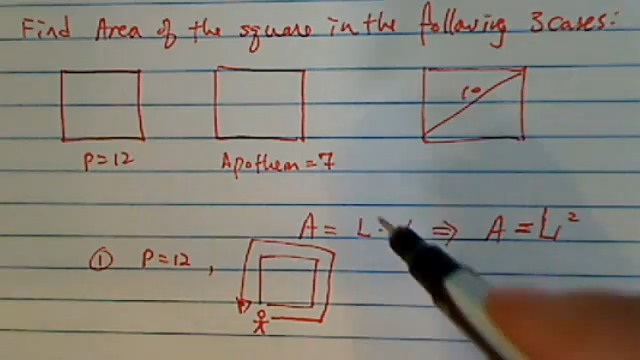 Find Area of the square in the following 3 cases:
10
P = 12
Apothem = 7
A = L · ⇒ A = L²
① P = 12 ,